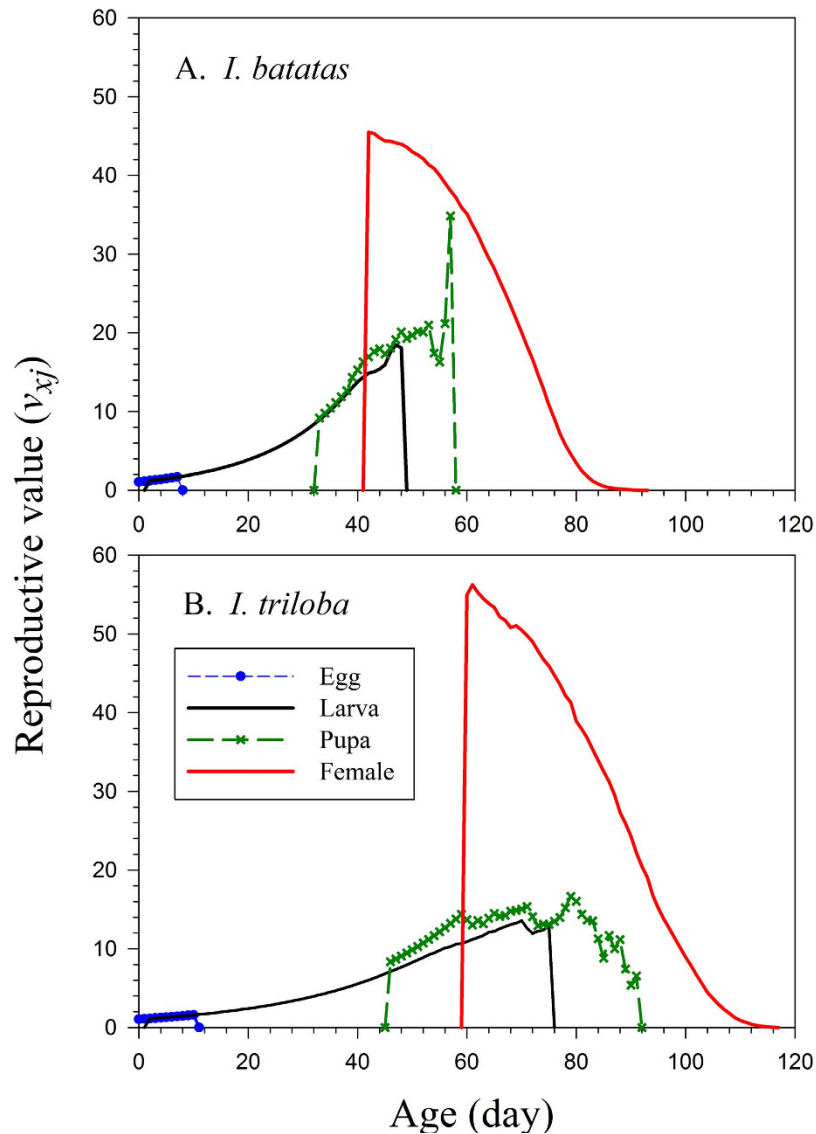 60
A. I. batatas
50
40
30
20
10
0
0 20 40 60 80 100 120
60
B. I. triloba
50
Egg
Larva
40
Pupa
Female
30
20
10
0
0 20 40 60 80 100 120
Reproductive value (vxj)
Age (day)